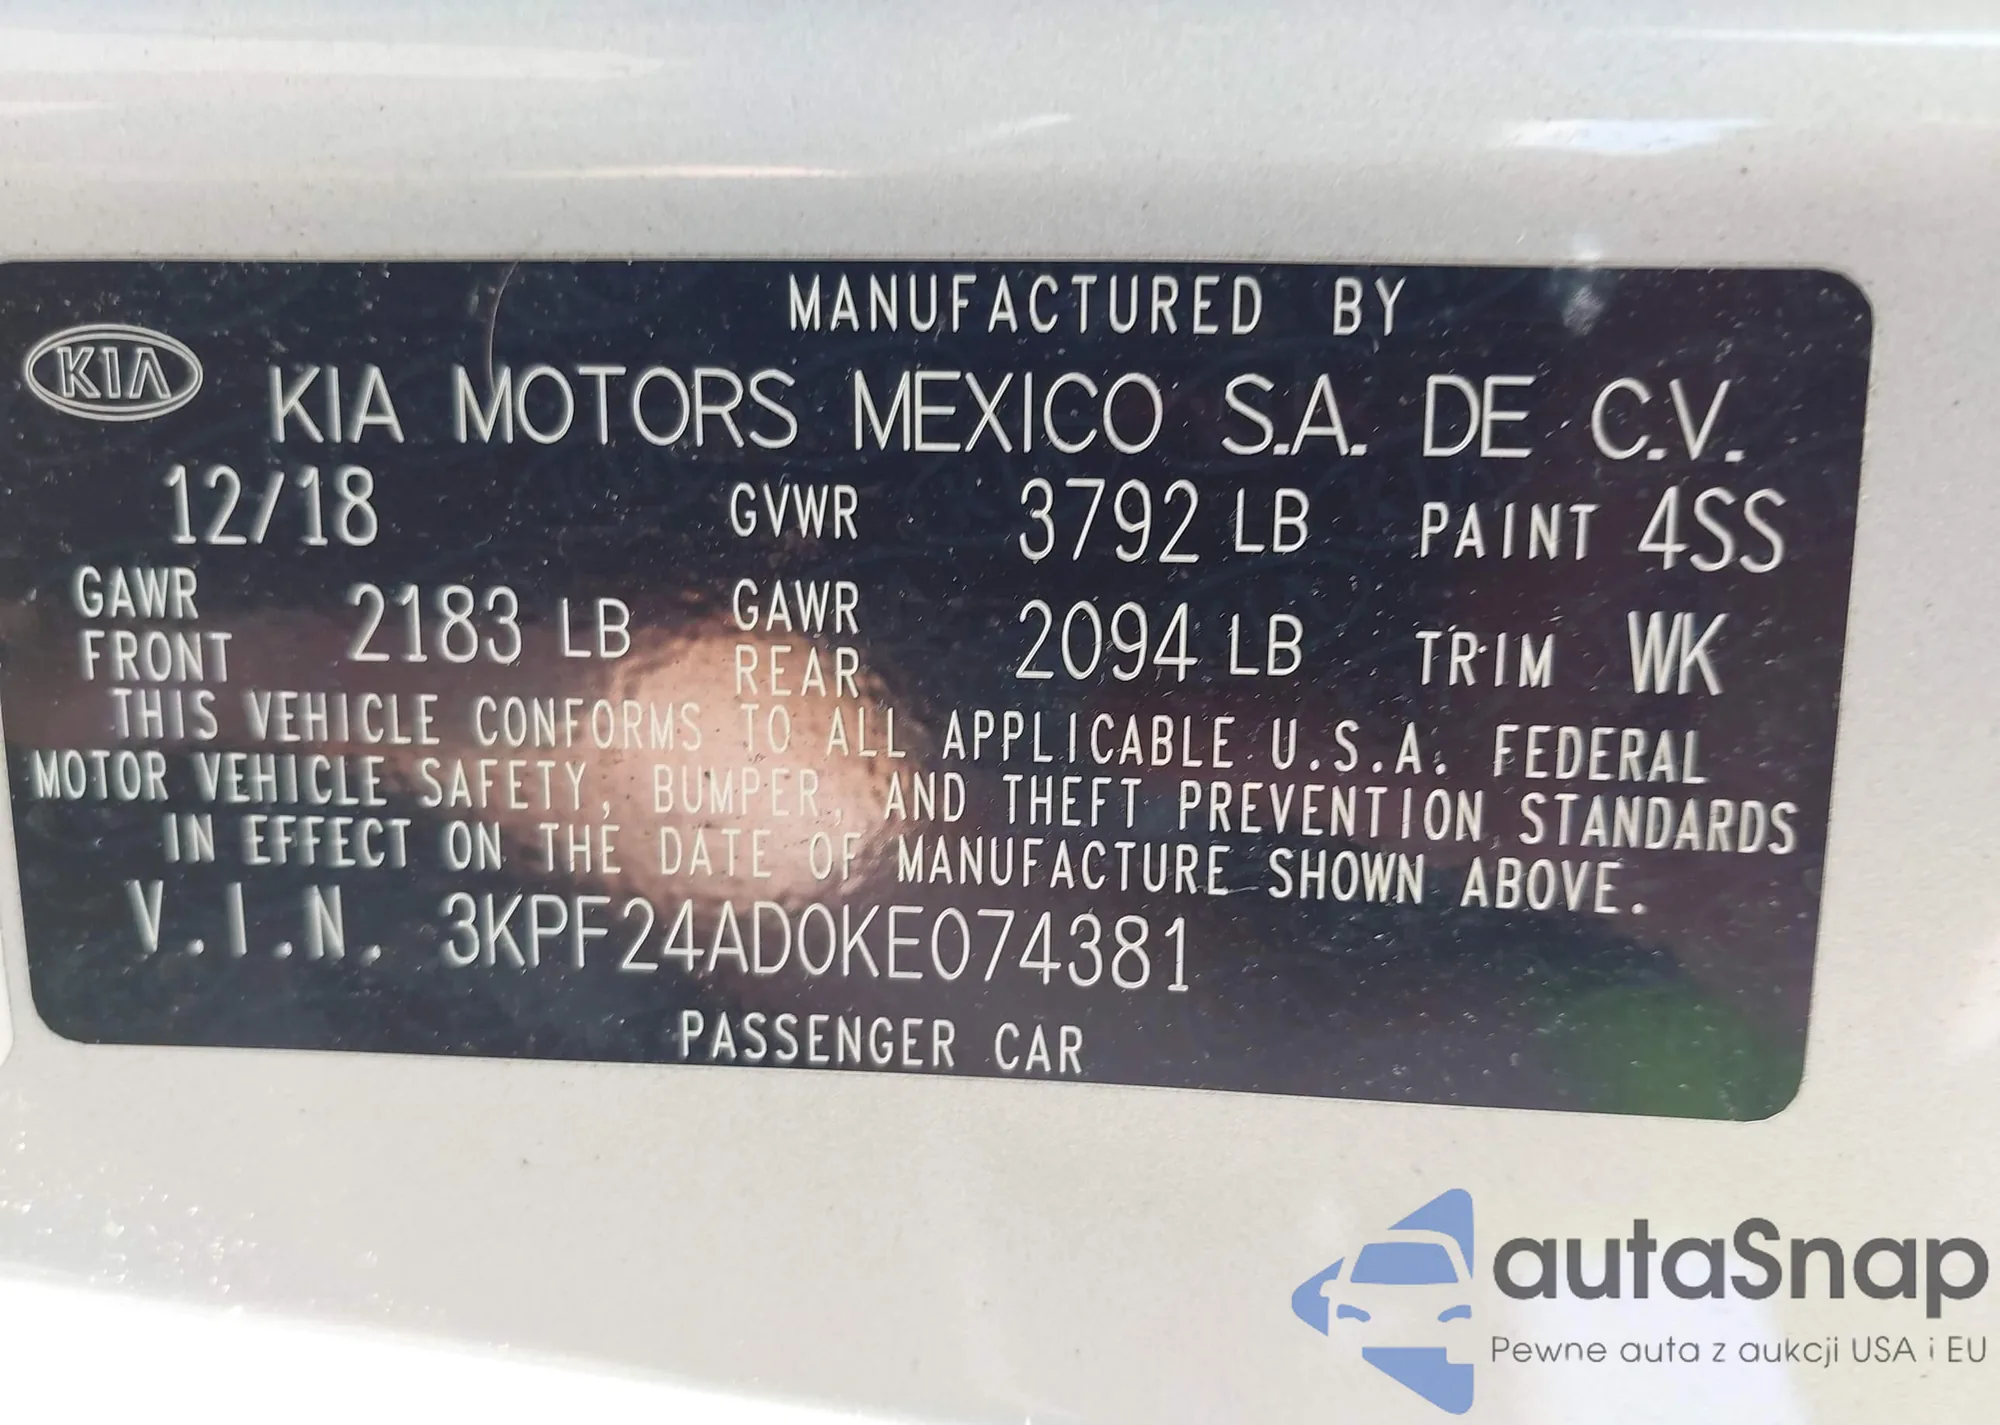 MANUFACTURED BY
KIA KIA MOTORS MEXICO S.A. DE C.V.
12/18 GVWR 3792 LB PAINT 4SS
GAWR FRONT 2183 LB GAWR REAR 2094 LB TRIM WK
THIS VEHICLE CONFORMS TO ALL APPLICABLE U.S.A. FEDERAL
MOTOR VEHICLE SAFETY, BUMPER, AND THEFT PREVENTION STANDARDS
IN EFFECT ON THE DATE OF MANUFACTURE SHOWN ABOVE.
V.I.N. 3KPF24AD0KE074381
PASSENGER CAR
autaSnap
Pewne auta z aukcji USA i EU